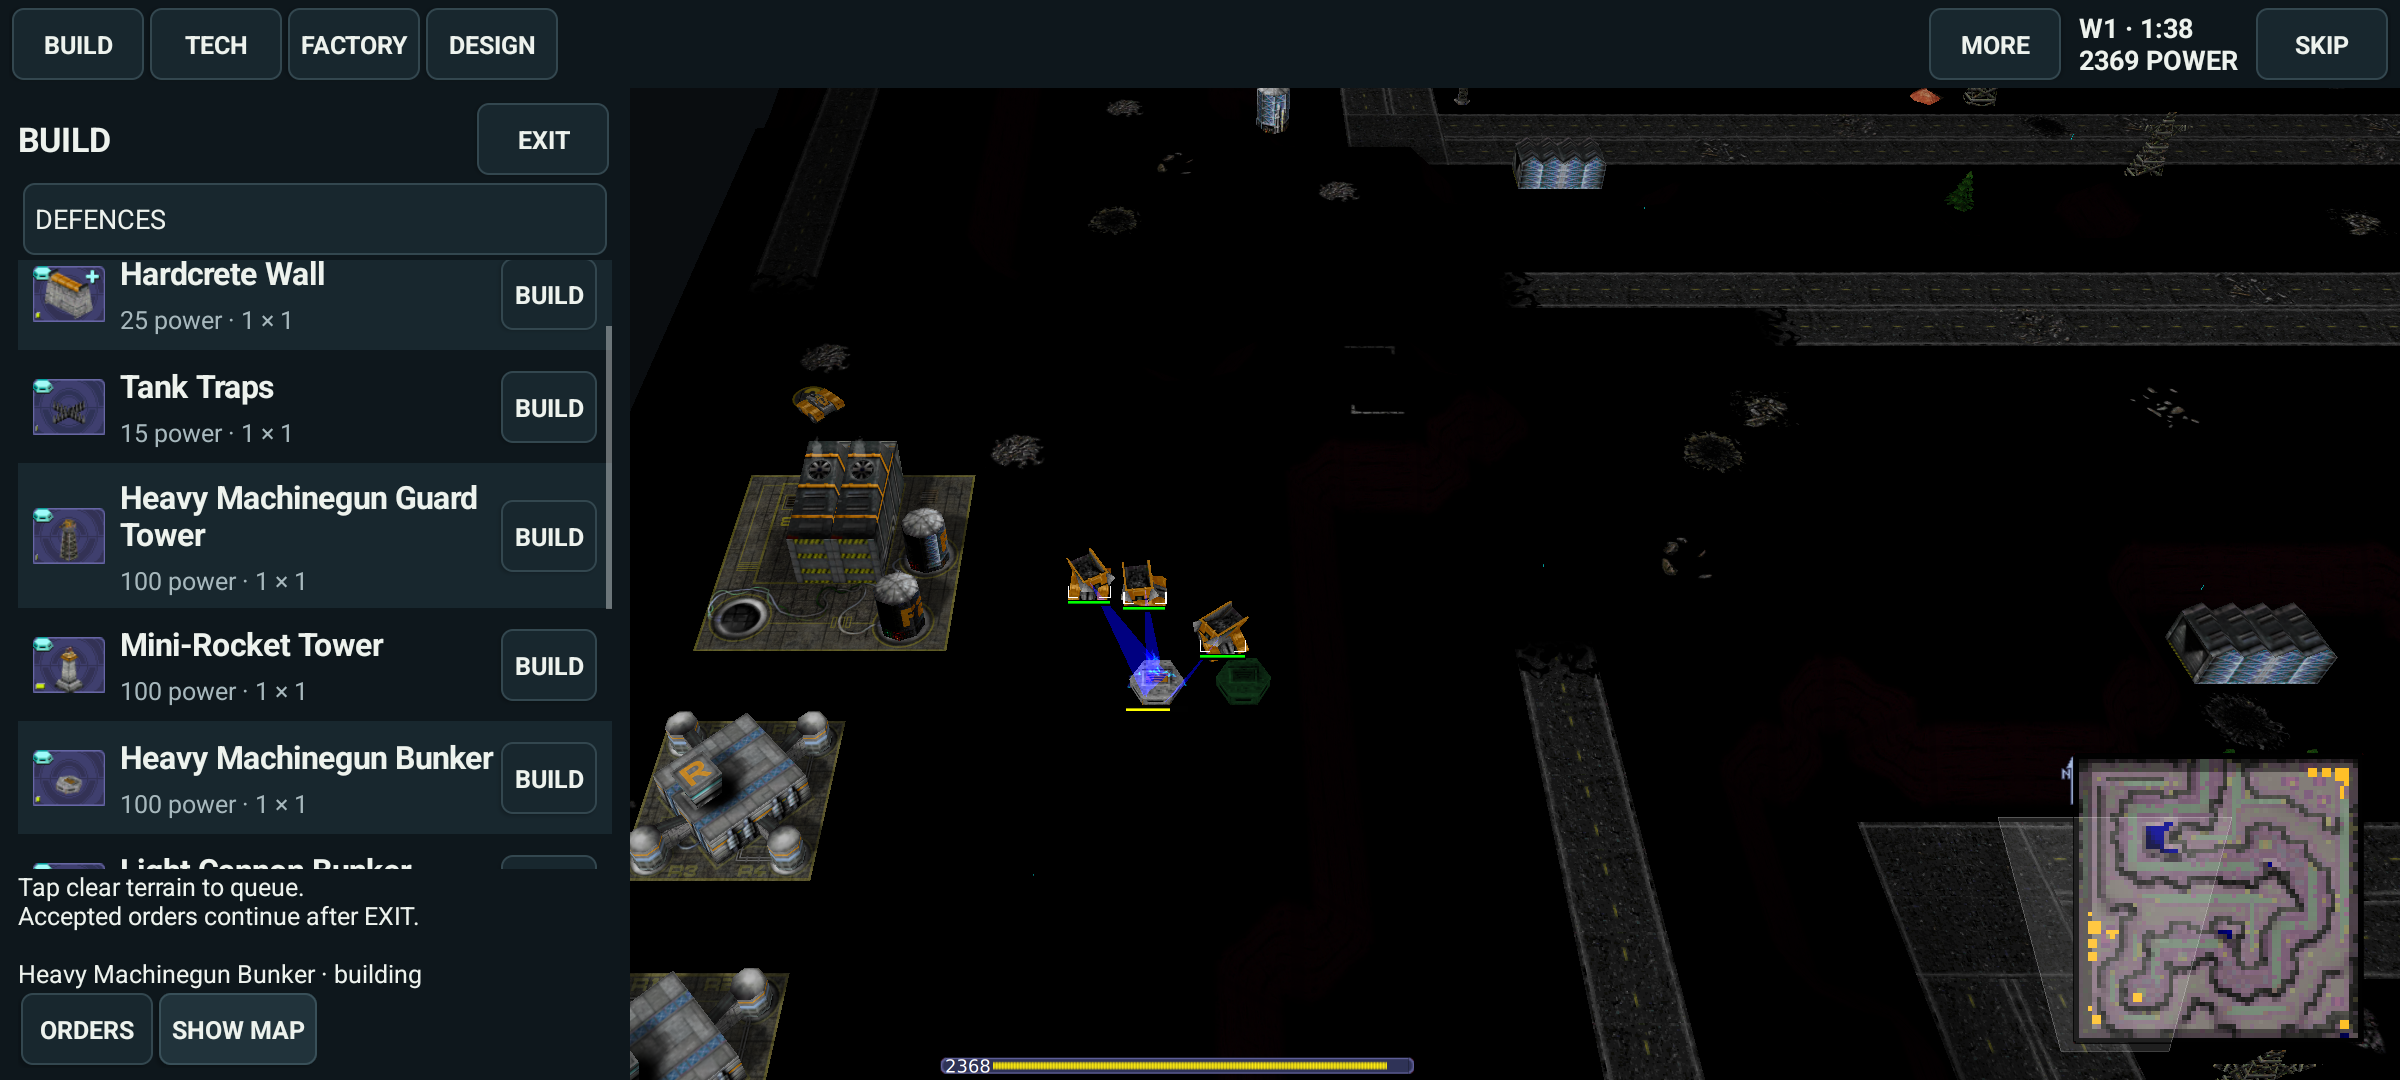 BUILD
TECH
FACTORY
DESIGN
MORE
W1 · 1:38
2369 POWER
SKIP
BUILD
EXIT
DEFENCES
Hardcrete Wall
25 power · 1 × 1
BUILD
Tank Traps
15 power · 1 × 1
BUILD
Heavy Machinegun Guard
Tower
100 power · 1 × 1
BUILD
Mini-Rocket Tower
100 power · 1 × 1
BUILD
Heavy Machinegun Bunker
100 power · 1 × 1
BUILD
Light Cannon Bunker
Tap clear terrain to queue.
Accepted orders continue after EXIT.
Heavy Machinegun Bunker · building
ORDERS
SHOW MAP
R
N
2368